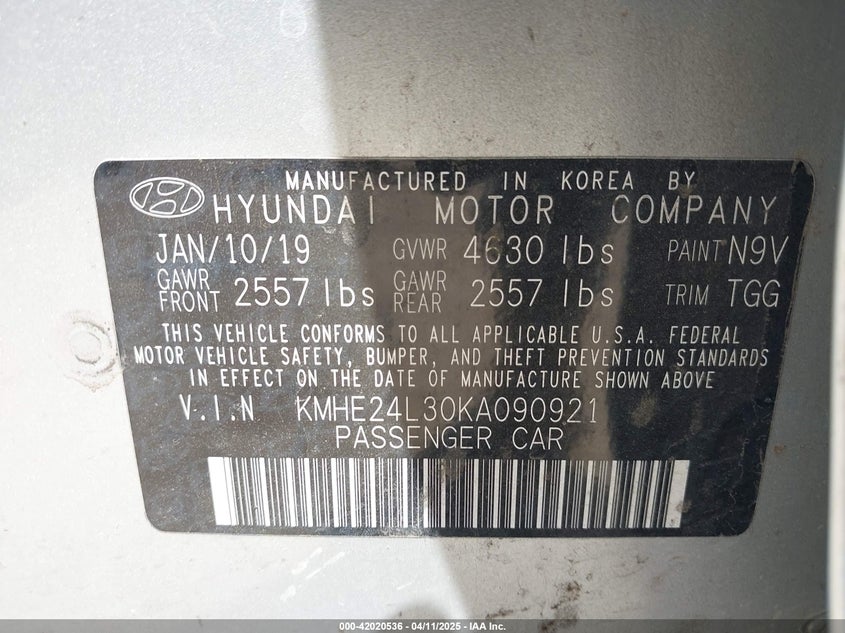 MANUFACTURED IN KOREA BY
HYUNDAI MOTOR COMPANY
JAN/10/19 GVWR 4630 lbs PAINT N9V
GAWR FRONT 2557 lbs GAWR REAR 2557 lbs TRIM TGG
THIS VEHICLE CONFORMS TO ALL APPLICABLE U.S.A. FEDERAL
MOTOR VEHICLE SAFETY, BUMPER, AND THEFT PREVENTION STANDARDS
IN EFFECT ON THE DATE OF MANUFACTURE SHOWN ABOVE
V.I.N KMHE24L30KA090921
PASSENGER CAR
000-42020536 - 04/11/2025 - IAA Inc.